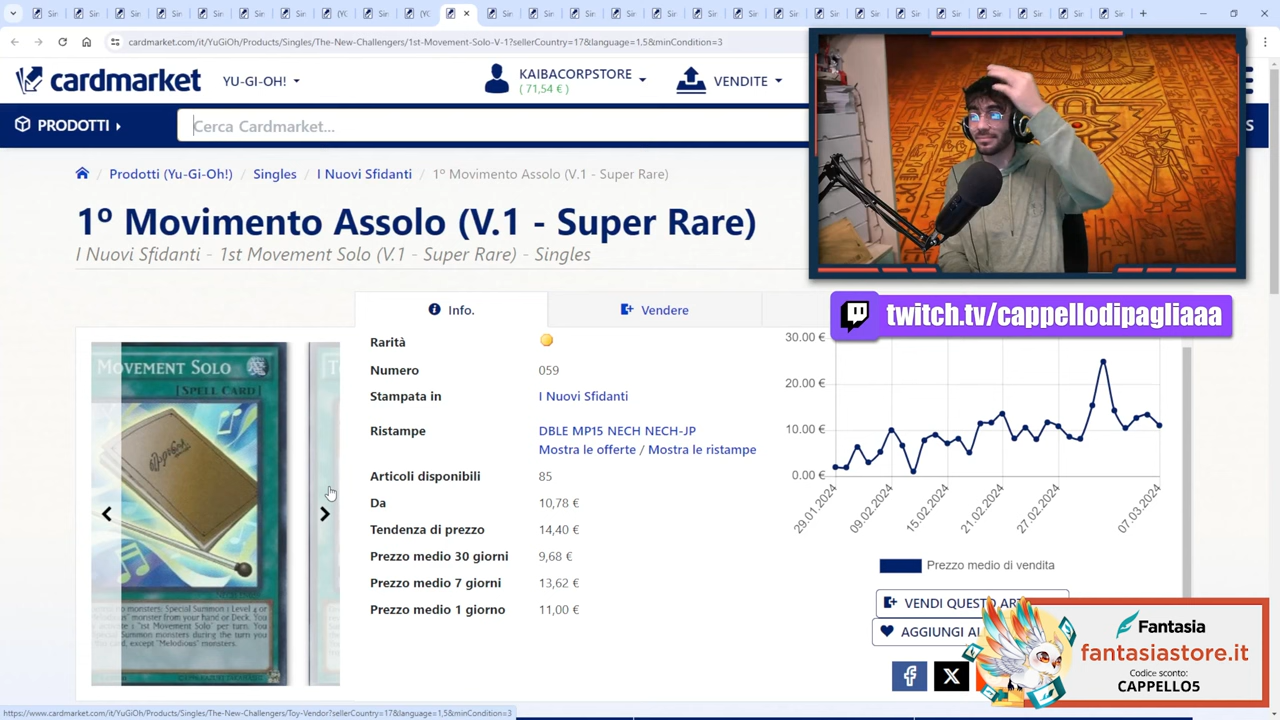 cardmarket.com/it/YuGiOh/Products/Singles/The-New-Challengers/1st-Movement-Solo-V-1?sellerCountry=17&language=1,5&minCondition=3
cardmarket
YU-GI-OH!
KAIBACORPSTORE
( 71,54 € )
VENDITE
PRODOTTI
Cerca Cardmarket...
S
Prodotti (Yu-Gi-Oh!) / Singles / I Nuovi Sfidanti / 1º Movimento Assolo (V.1 - Super Rare)
1º Movimento Assolo (V.1 - Super Rare)
I Nuovi Sfidanti - 1st Movement Solo (V.1 - Super Rare) - Singles
Info.
Vendere
twitch.tv/cappellodipagliaaa
MOVEMENT SOLO
[SPELL CARD]
Rarità
Numero 059
Stampata in I Nuovi Sfidanti
Ristampe DBLE MP15 NECH NECH-JP
Mostra le offerte / Mostra le ristampe
Articoli disponibili 85
Da 10,78 €
Tendenza di prezzo 14,40 €
Prezzo medio 30 giorni 9,68 €
Prezzo medio 7 giorni 13,62 €
Prezzo medio 1 giorno 11,00 €
30.00 €
20.00 €
10.00 €
0.00 €
29.01.2024
09.02.2024
15.02.2024
21.02.2024
27.02.2024
07.03.2024
Prezzo medio di vendita
VENDI QUESTO ART
AGGIUNGI AI
Fantasia
fantasiastore.it
Codice sconto:
CAPPELLO5
https://www.cardmarket.com/it/YuGiOh/Products/Singles/The-New-Challengers/Toy-Vendor?sellerCountry=17&language=1,5&minCondition=3